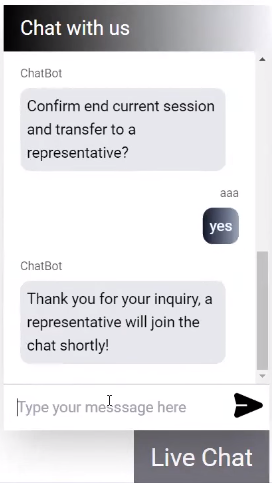 Chat with us
ChatBot
Confirm end current session
and transfer to a
representative?
aaa
yes
ChatBot
Thank you for your inquiry, a
representative will join the
chat shortly!
Type your messsage here
Live Chat